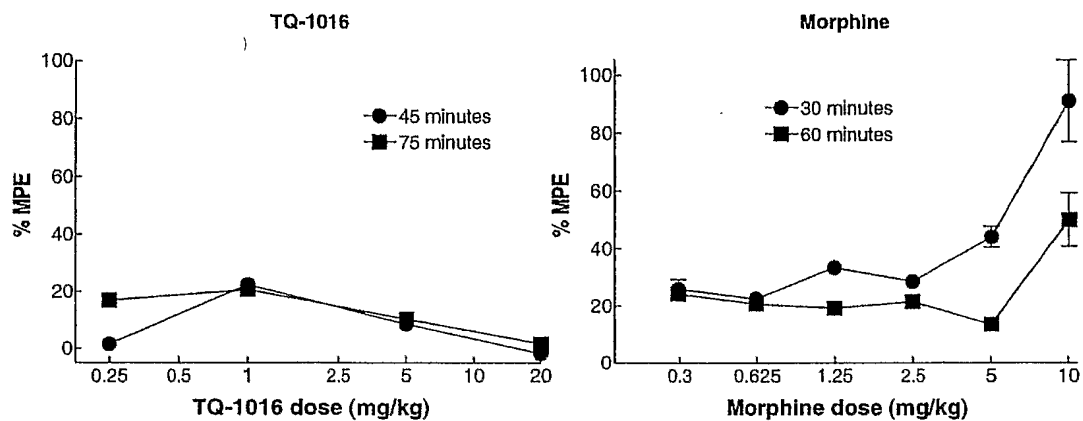 TQ-1016
100
80
60
40
20
0
% MPE
45 minutes
75 minutes
0.25 0.5 1 2.5 5 10 20
TQ-1016 dose (mg/kg)
Morphine
100
80
60
40
20
0
% MPE
30 minutes
60 minutes
0.3 0.625 1.25 2.5 5 10
Morphine dose (mg/kg)